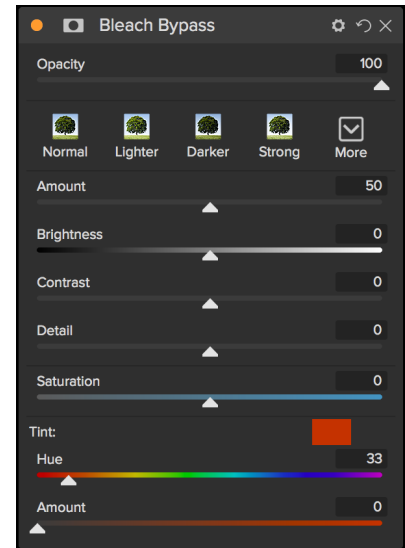 Bleach Bypass
Opacity 100
Normal Lighter Darker Strong More
Amount 50
Brightness 0
Contrast 0
Detail 0
Saturation 0
Tint:
Hue 33
Amount 0